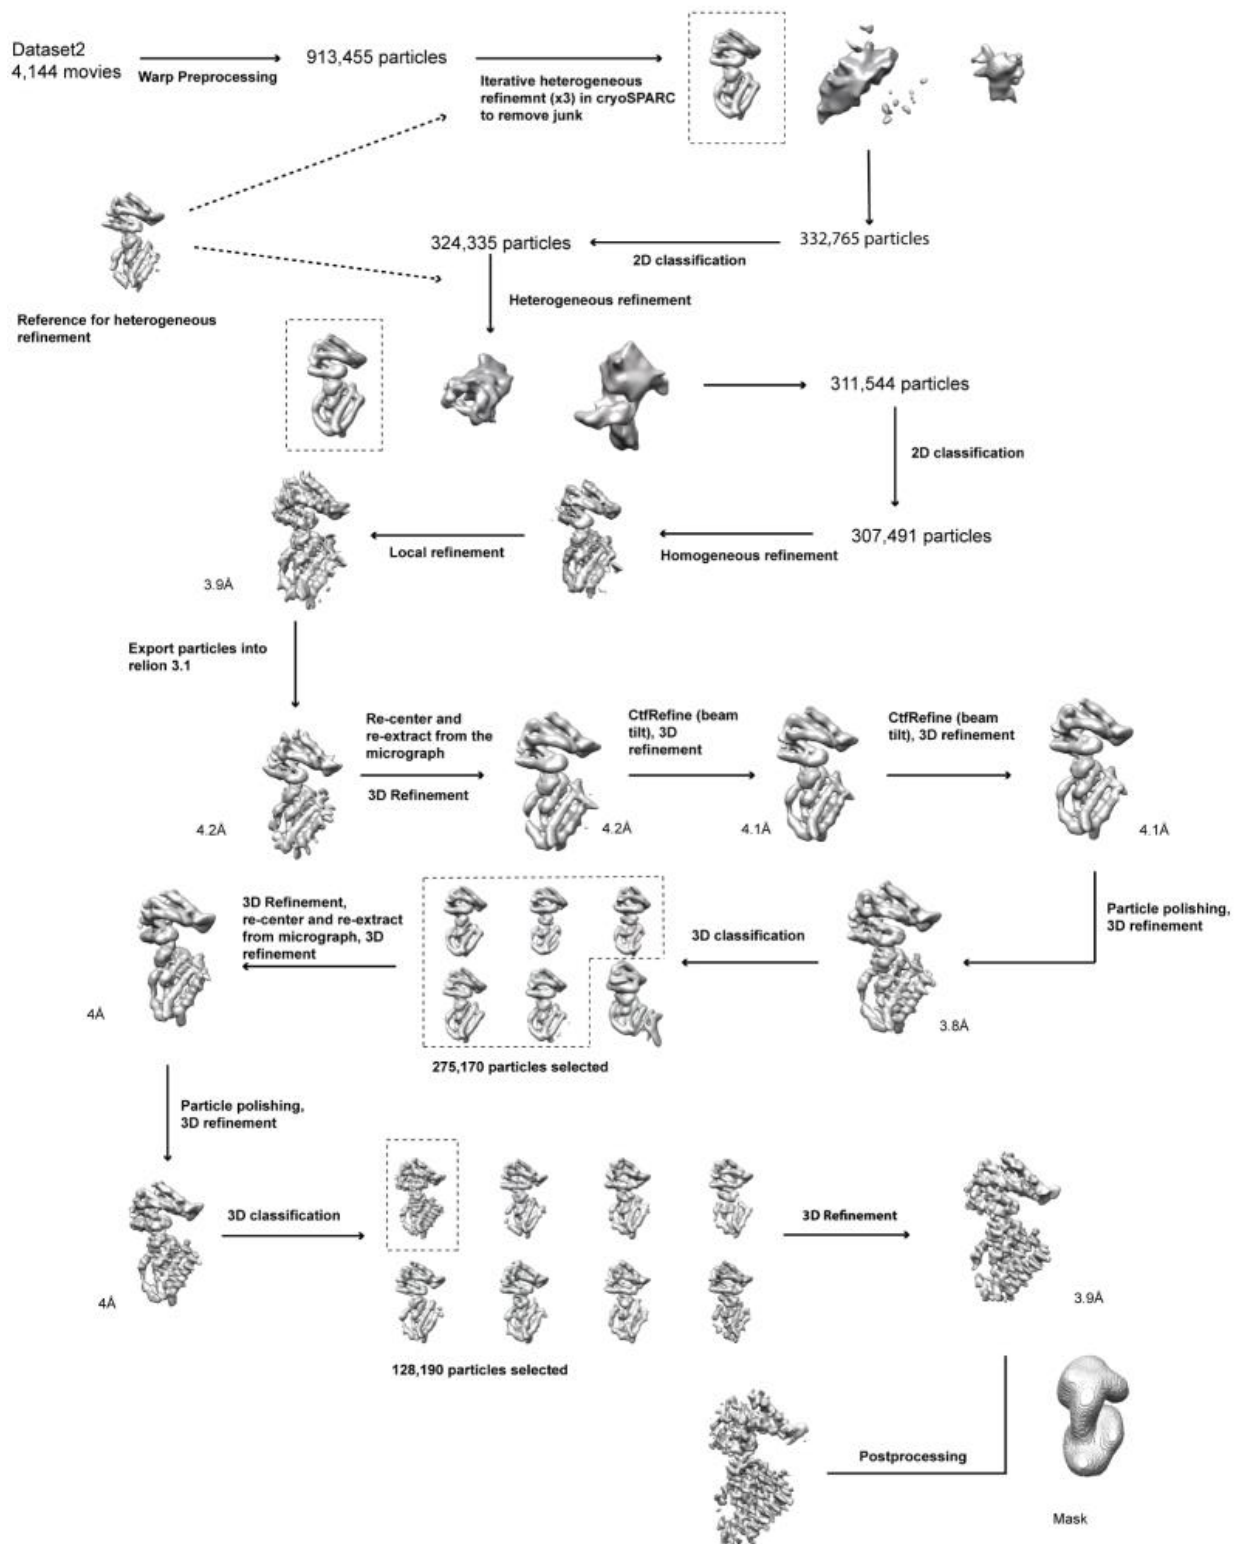 Dataset2
4,144 movies
Warp Preprocessing
913,455 particles
Iterative heterogeneous
refinemnt (x3) in cryoSPARC
to remove junk
Reference for heterogeneous
refinement
332,765 particles
2D classification
324,335 particles
Heterogeneous refinement
311,544 particles
2D classification
307,491 particles
Homogeneous refinement
Local refinement
3.9Å
Export particles into
relion 3.1
4.2Å
Re-center and
re-extract from the
micrograph
3D Refinement
4.2Å
CtfRefine (beam
tilt), 3D
refinement
4.1Å
CtfRefine (beam
tilt), 3D refinement
4.1Å
Particle polishing,
3D refinement
3.8Å
3D classification
275,170 particles selected
3D Refinement,
re-center and re-extract
from micrograph, 3D
refinement
4Å
Particle polishing,
3D refinement
4Å
3D classification
128,190 particles selected
3D Refinement
3.9Å
Postprocessing
Mask